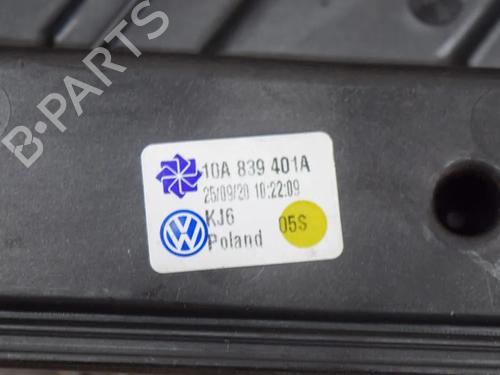 B-PARTS
10A 839 401A
25/09/20 10:22:09
KJ6
05S
Poland